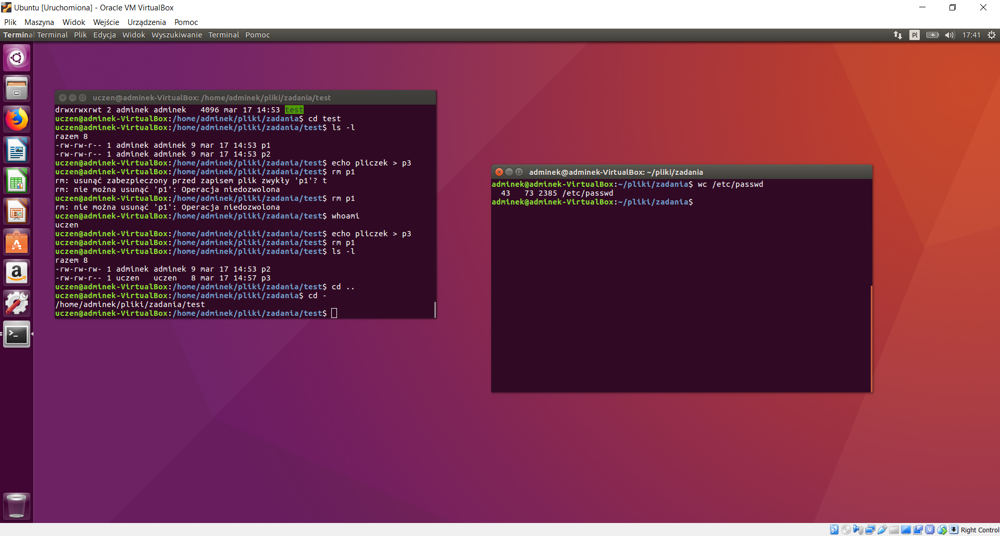 Ubuntu [Uruchomiona] - Oracle VM VirtualBox
Plik Maszyna Widok Wejście Urządzenia Pomoc
Terminal Terminal Plik Edycja Widok Wyszukiwanie Terminal Pomoc
Pl 17:41
uczen@adminek-VirtualBox: /home/adminek/pliki/zadania/test
drwxrwxrwt 2 adminek adminek   4096 mar 17 14:53 test
uczen@adminek-VirtualBox:/home/adminek/pliki/zadania$ cd test
uczen@adminek-VirtualBox:/home/adminek/pliki/zadania/test$ ls -l
razem 8
-rw-rw-r-- 1 adminek adminek 9 mar 17 14:53 p1
-rw-rw-r-- 1 adminek adminek 9 mar 17 14:53 p2
uczen@adminek-VirtualBox:/home/adminek/pliki/zadania/test$ echo pliczek > p3
uczen@adminek-VirtualBox:/home/adminek/pliki/zadania/test$ rm p1
rm: usunąć zabezpieczony przed zapisem plik zwykły 'p1'? t
rm: nie można usunąć 'p1': Operacja niedozwolona
uczen@adminek-VirtualBox:/home/adminek/pliki/zadania/test$ rm p1
rm: nie można usunąć 'p1': Operacja niedozwolona
uczen@adminek-VirtualBox:/home/adminek/pliki/zadania/test$ whoami
uczen
uczen@adminek-VirtualBox:/home/adminek/pliki/zadania/test$ echo pliczek > p3
uczen@adminek-VirtualBox:/home/adminek/pliki/zadania/test$ rm p1
uczen@adminek-VirtualBox:/home/adminek/pliki/zadania/test$ ls -l
razem 8
-rw-rw-rw- 1 adminek adminek 9 mar 17 14:53 p2
-rw-rw-r-- 1 uczen   uczen   8 mar 17 14:57 p3
uczen@adminek-VirtualBox:/home/adminek/pliki/zadania/test$ cd ..
uczen@adminek-VirtualBox:/home/adminek/pliki/zadania$ cd -
/home/adminek/pliki/zadania/test
uczen@adminek-VirtualBox:/home/adminek/pliki/zadania/test$
adminek@adminek-VirtualBox: ~/pliki/zadania
adminek@adminek-VirtualBox:~/pliki/zadania$ wc /etc/passwd
  43   73 2385 /etc/passwd
adminek@adminek-VirtualBox:~/pliki/zadania$
Right Control